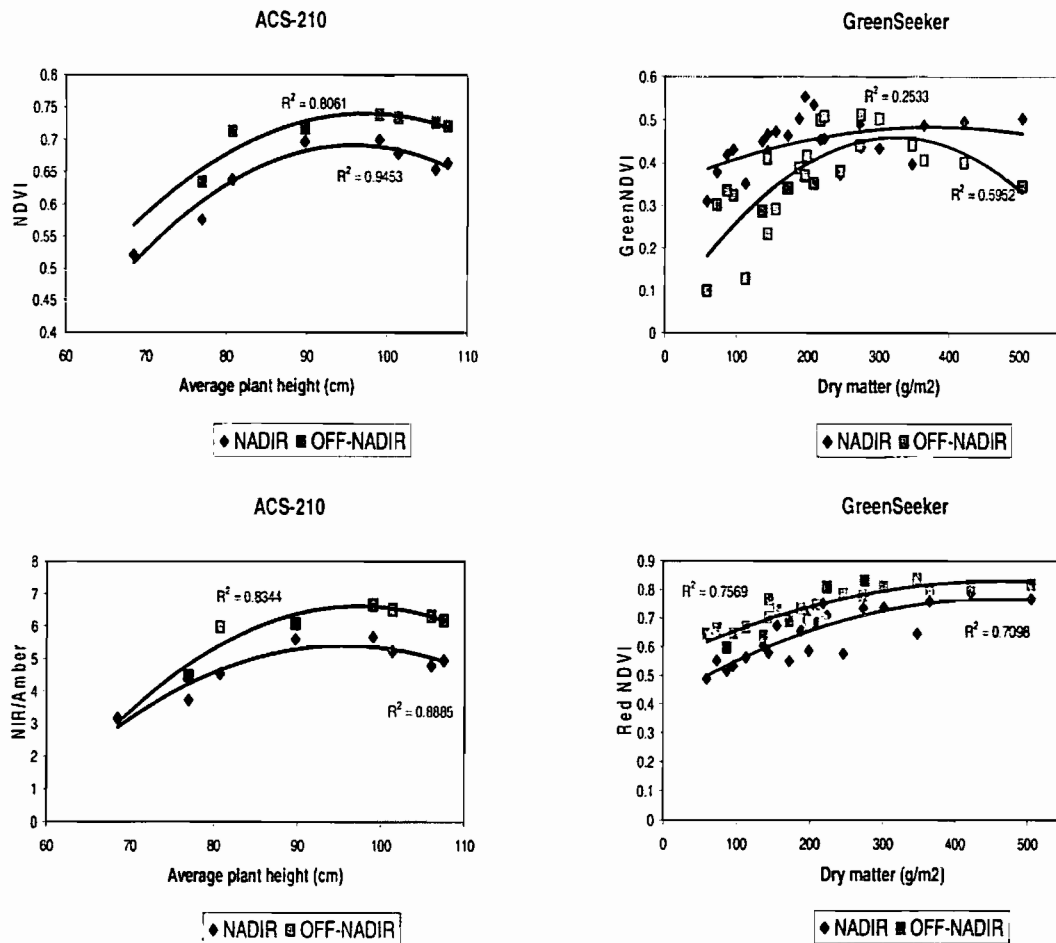 ACS-210
0.8
0.75
0.7
0.65
0.6
0.55
0.5
0.45
0.4
NDVI
R² = 0.8061
R² = 0.9453
60 70 80 90 100 110
Average plant height (cm)
NADIR OFF-NADIR
GreenSeeker
0.6
0.5
0.4
0.3
0.2
0.1
0
GreenNDVI
R² = 0.2533
R² = 0.5952
0 100 200 300 400 500
Dry matter (g/m2)
NADIR OFF-NADIR
ACS-210
8
7
6
5
4
3
2
1
0
NIR/Amber
R² = 0.8344
R² = 0.8885
60 70 80 90 100 110
Average plant height (cm)
NADIR OFF-NADIR
GreenSeeker
0.9
0.8
0.7
0.6
0.5
0.4
0.3
0.2
0.1
0
Red NDVI
R² = 0.7569
R² = 0.7098
0 100 200 300 400 500
Dry matter (g/m2)
NADIR OFF-NADIR